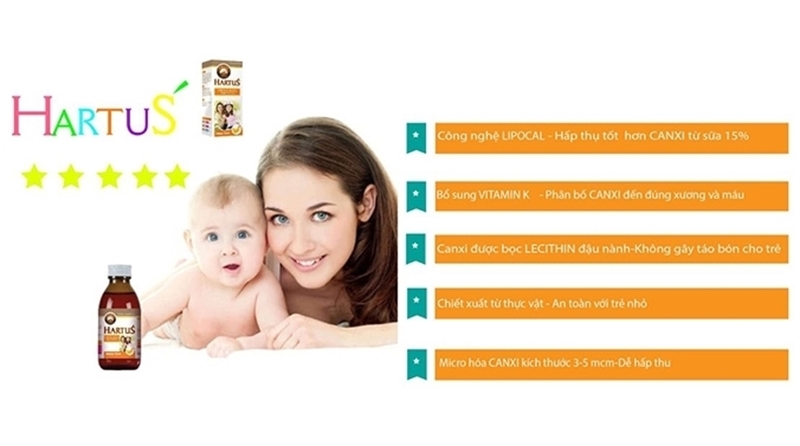 HARTUS
HARTUS
Công nghệ LIPOCAL - Hấp thụ tốt hơn CANXI từ sữa 15%
Bổ sung VITAMIN K - Phân bố CANXI đến đúng xương và máu
Canxi được bọc LECITHIN đậu nành-Không gây táo bón cho trẻ
Chiết xuất từ thực vật - An toàn với trẻ nhỏ
Micro hóa CANXI kích thước 3-5 mcm-Dễ hấp thu
HARTUS